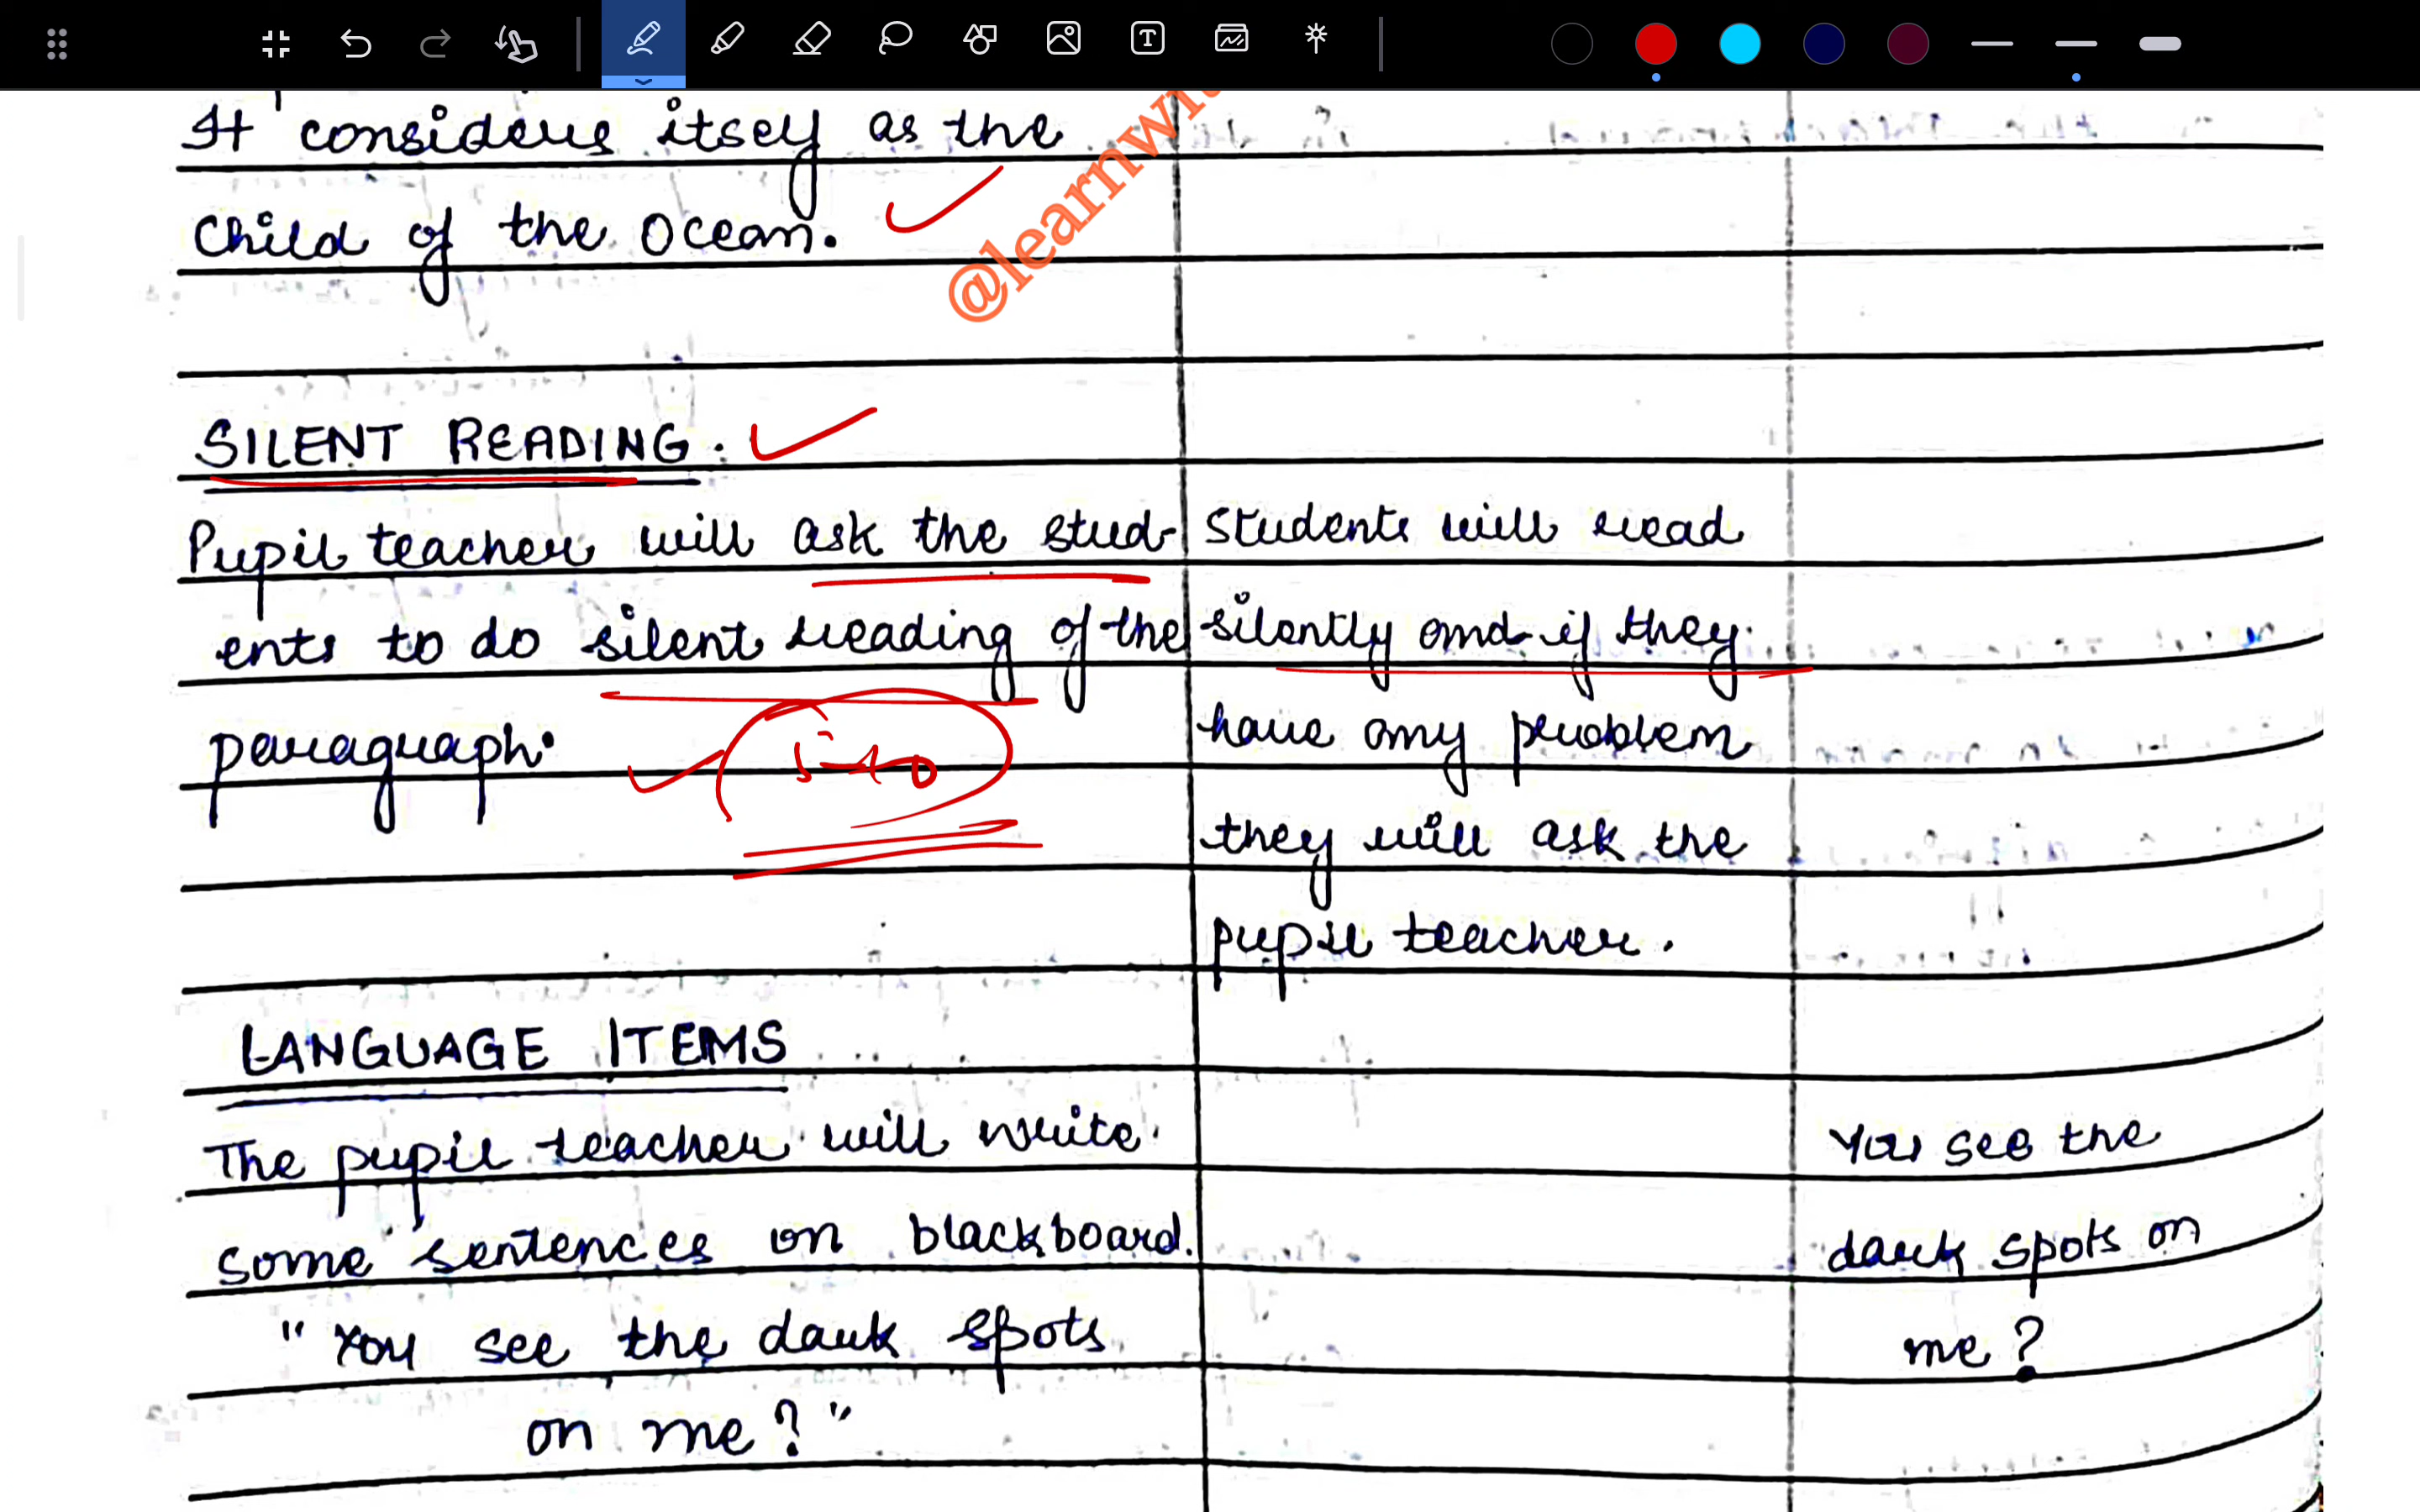 It considers itself as the
Child of the Ocean.
@learnwi
SILENT READING.
Pupil teacher will ask the stud-
ents to do silent reading of the
paragraph.
Students will read
silently and if they
have any problem
they will ask the
pupil teacher.
LANGUAGE ITEMS
The pupil teacher will write
some sentences on blackboard.
"You see the dark spots
on me?"
You see the
dark spots on
me?